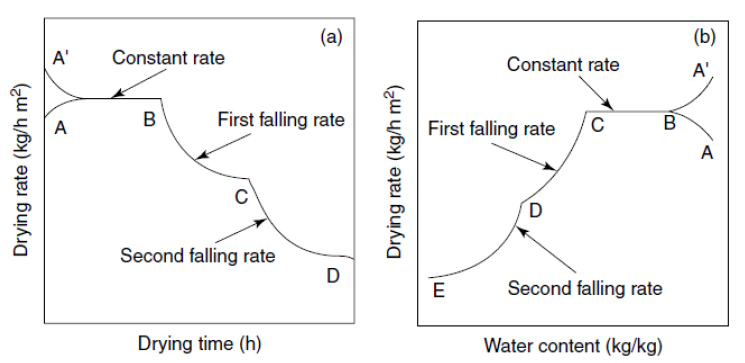 (a)
A'
Constant rate
A
B
First falling rate
C
Second falling rate
D
Drying rate (kg/h m²)
Drying time (h)
(b)
Constant rate
A'
C
B
First falling rate
A
D
Second falling rate
E
Drying rate (kg/h m²)
Water content (kg/kg)